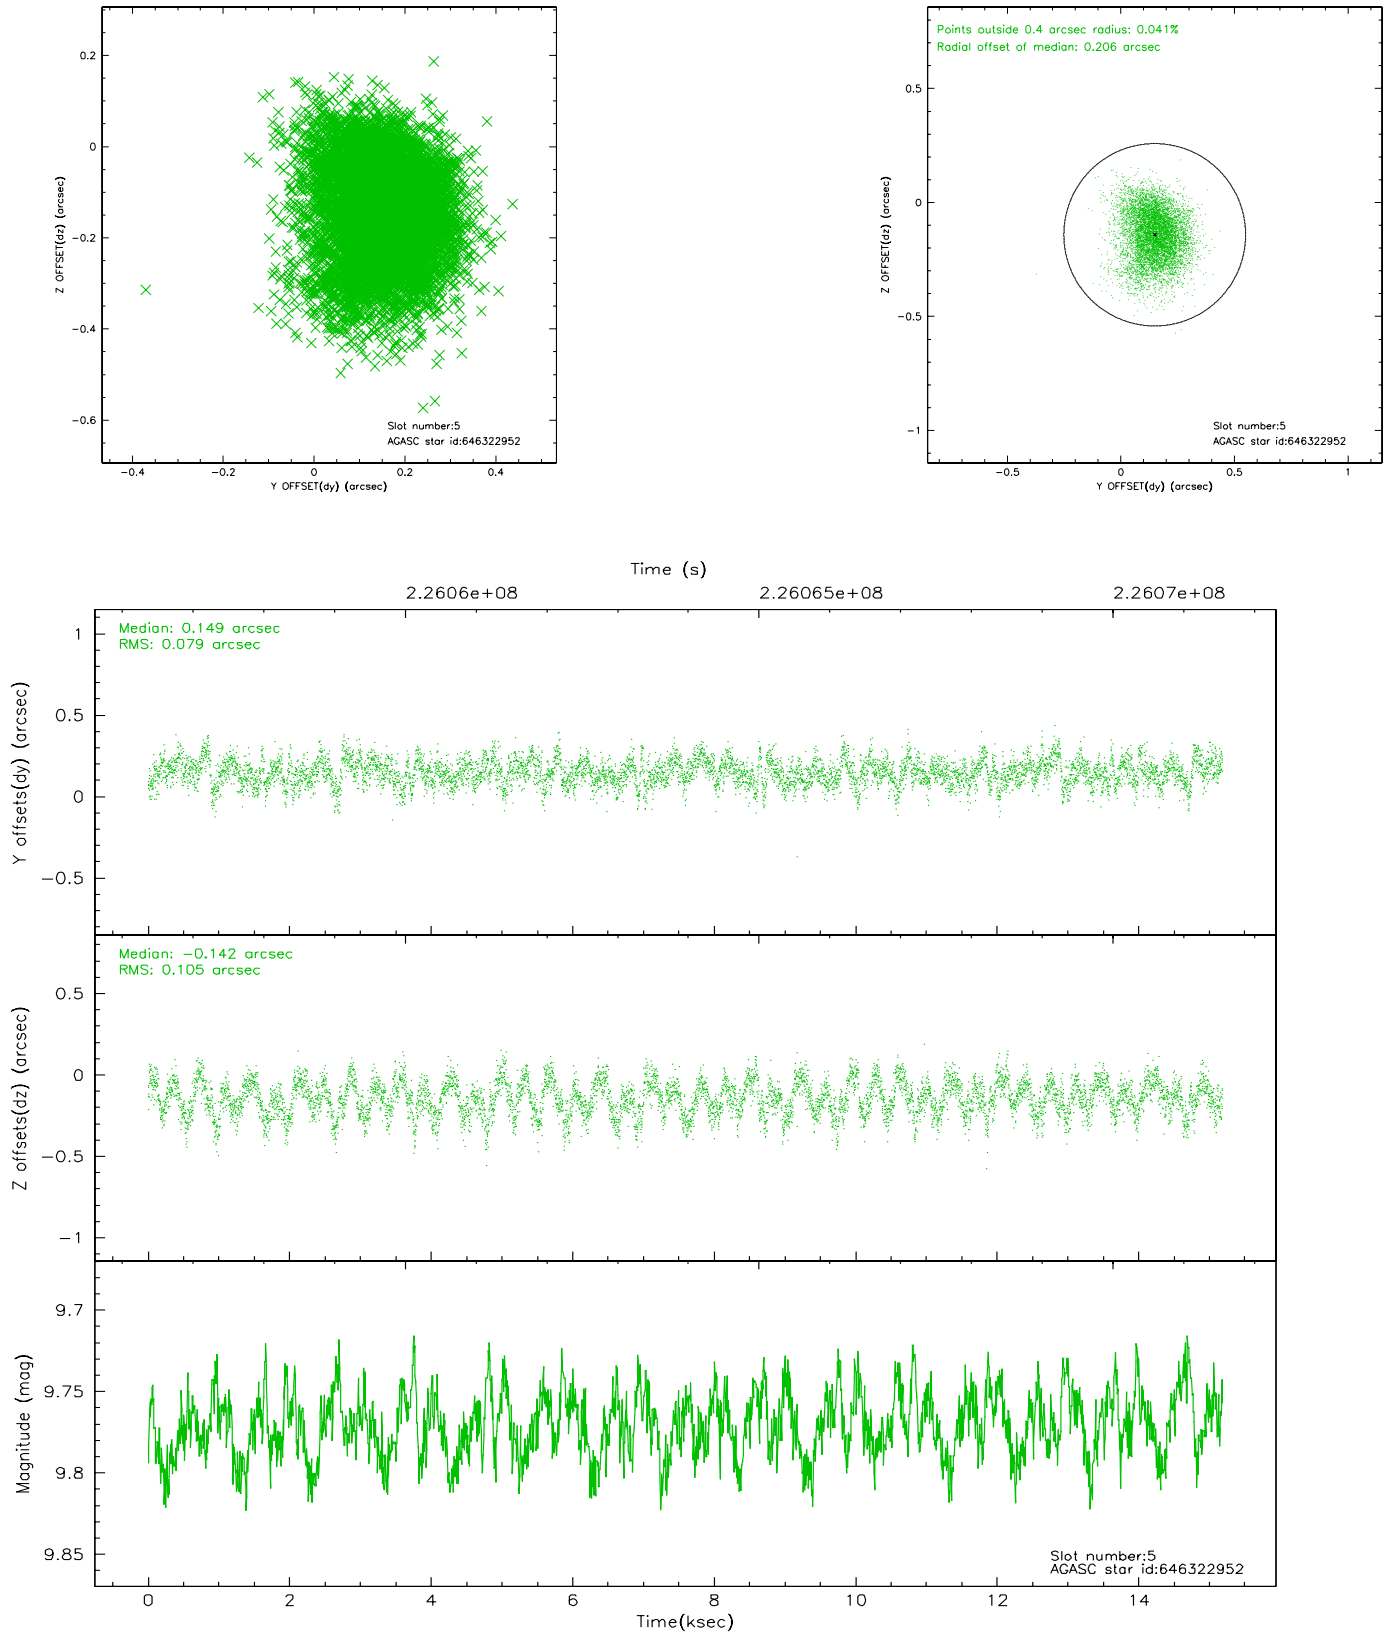 0.2
0
−0.2
−0.4
−0.6
Z OFFSET(dz) (arcsec)
Slot number:5
AGASC star id:646322952
−0.4
−0.2
0
0.2
0.4
Y OFFSET(dy) (arcsec)
Points outside 0.4 arcsec radius: 0.041%
Radial offset of median: 0.206 arcsec
0.5
0
−0.5
−1
Z OFFSET(dz) (arcsec)
Slot number:5
AGASC star id:646322952
−0.5
0
0.5
1
Y OFFSET(dy) (arcsec)
Time (s)
2.2606e+08
2.26065e+08
2.2607e+08
Median: 0.149 arcsec
RMS: 0.079 arcsec
1
0.5
0
−0.5
Y offsets(dy) (arcsec)
Median: −0.142 arcsec
RMS: 0.105 arcsec
0.5
0
−0.5
−1
Z offsets(dz) (arcsec)
9.7
9.75
9.8
9.85
Magnitude (mag)
Slot number:5
AGASC star id:646322952
0
2
4
6
8
10
12
14
Time(ksec)